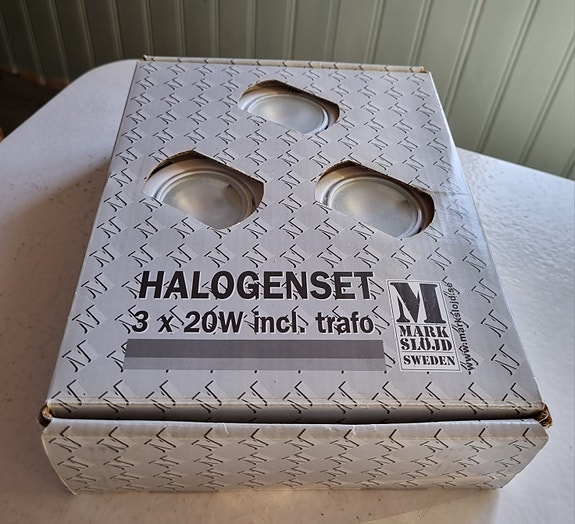 HALOGENSET
3 x 20W incl. trafo
M
MARK
SLÖJD
SWEDEN
www.markslojd.se